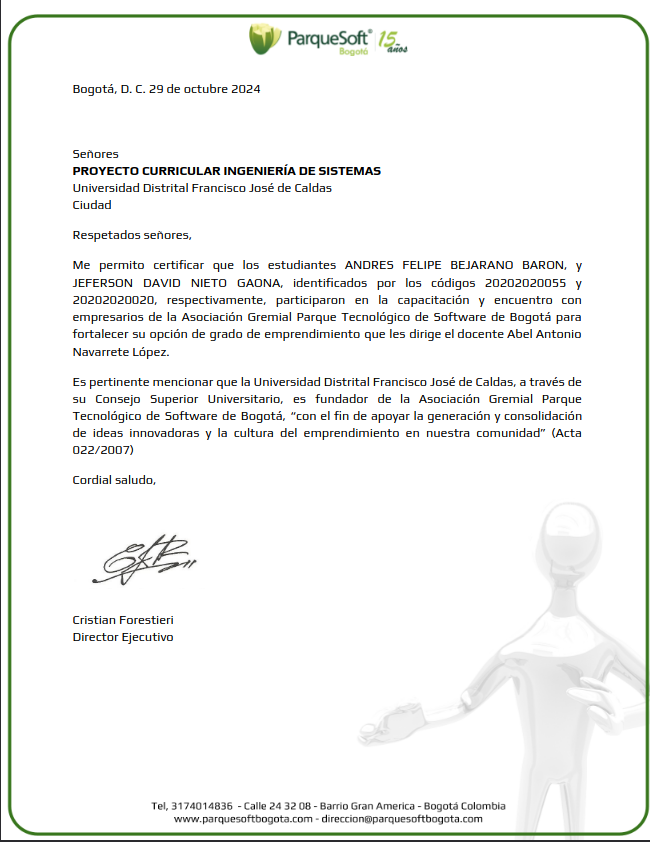 ParqueSoft®
Bogotá
15
años
Bogotá, D. C. 29 de octubre 2024
Señores
PROYECTO CURRICULAR INGENIERÍA DE SISTEMAS
Universidad Distrital Francisco José de Caldas
Ciudad
Respetados señores,
Me permito certificar que los estudiantes ANDRES FELIPE BEJARANO BARON, y
JEFERSON DAVID NIETO GAONA, identificados por los códigos 20202020055 y
20202020020, respectivamente, participaron en la capacitación y encuentro con
empresarios de la Asociación Gremial Parque Tecnológico de Software de Bogotá para
fortalecer su opción de grado de emprendimiento que les dirige el docente Abel Antonio
Navarrete López.
Es pertinente mencionar que la Universidad Distrital Francisco José de Caldas, a través de
su Consejo Superior Universitario, es fundador de la Asociación Gremial Parque
Tecnológico de Software de Bogotá, “con el fin de apoyar la generación y consolidación
de ideas innovadoras y la cultura del emprendimiento en nuestra comunidad” (Acta
022/2007)
Cordial saludo,
Cristian Forestieri
Director Ejecutivo
Tel, 3174014836 - Calle 24 32 08 - Barrio Gran America - Bogotá Colombia
www.parquesoftbogota.com - direccion@parquesoftbogota.com